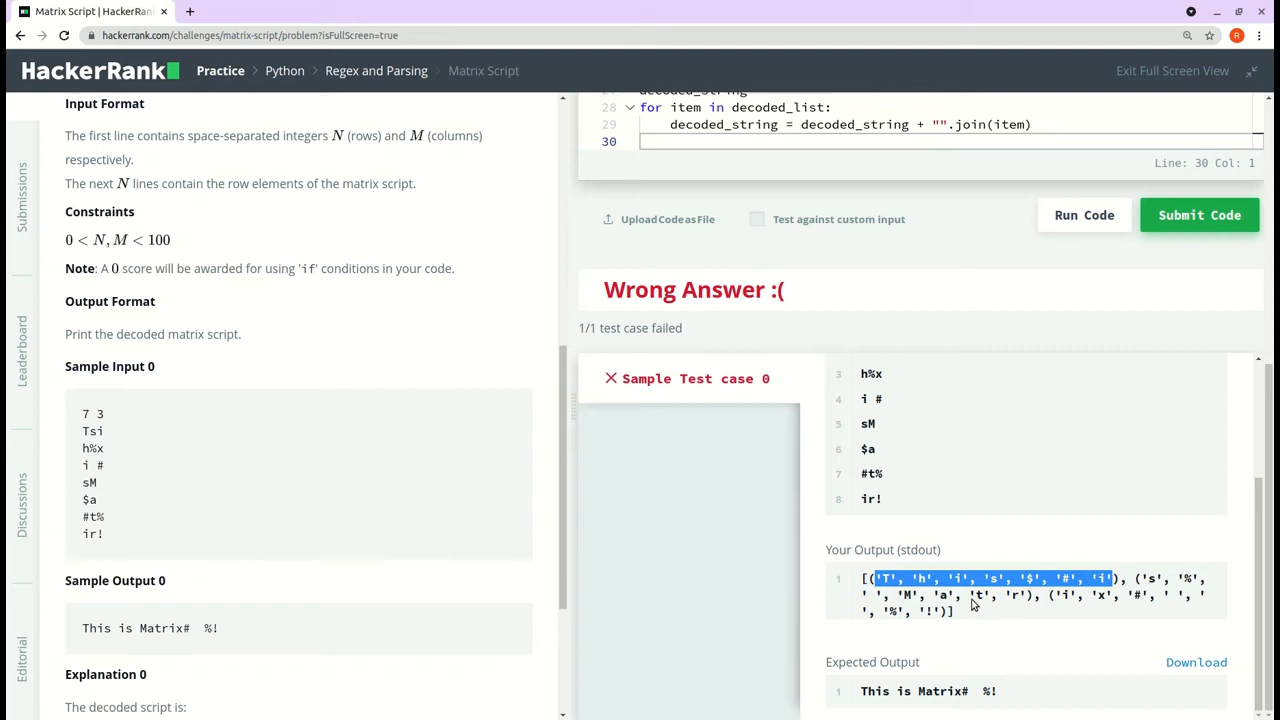 Matrix Script | HackerRan
hackerrank.com/challenges/matrix-script/problem?isFullScreen=true
R
HackerRank
Practice > Python > Regex and Parsing > Matrix Script
Exit Full Screen View
Submissions
Leaderboard
Discussions
Editorial
Input Format
The first line contains space-separated integers N (rows) and M (columns)
respectively.
The next N lines contain the row elements of the matrix script.
Constraints
0 < N, M < 100
Note: A 0 score will be awarded for using 'if' conditions in your code.
Output Format
Print the decoded matrix script.
Sample Input 0
7 3
Tsi
h%x
i #
sM
$a
#t%
ir!
Sample Output 0
This is Matrix#  %!
Explanation 0
The decoded script is:
28 for item in decoded_list:
29 decoded_string = decoded_string + "".join(item)
30
Line: 30 Col: 1
Upload Code as File
Test against custom input
Run Code
Submit Code
Wrong Answer :(
1/1 test case failed
Sample Test case 0
3 h%x
4 i #
5 sM
6 $a
7 #t%
8 ir!
Your Output (stdout)
1 [('T', 'h', 'i', 's', '$', '#', 'i'), ('s', '%',
' ', 'M', 'a', 't', 'r'), ('i', 'x', '#', ' ', '
', '%', '!')]
Expected Output
Download
1 This is Matrix#  %!